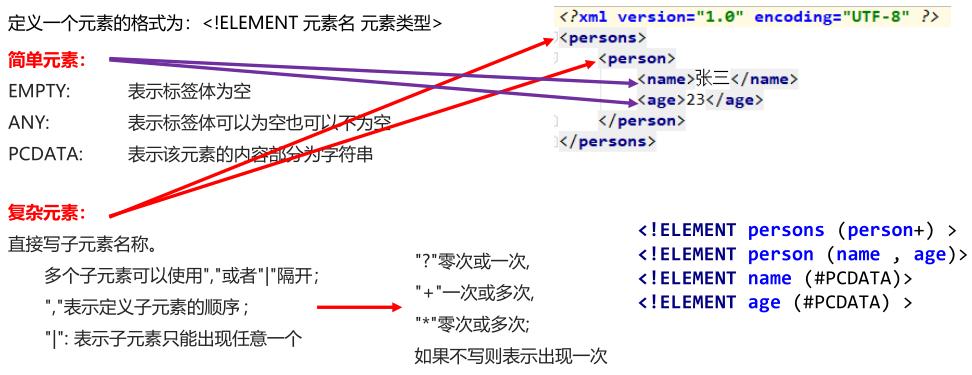 定义一个元素的格式为：<!ELEMENT 元素名 元素类型>
简单元素：
EMPTY: 表示标签体为空
ANY: 表示标签体可以为空也可以不为空
PCDATA: 表示该元素的内容部分为字符串
复杂元素：
直接写子元素名称。
多个子元素可以使用","或者"|"隔开；
","表示定义子元素的顺序；
"|": 表示子元素只能出现任意一个
"?"零次或一次,
"+"一次或多次,
"*"零次或多次;
如果不写则表示出现一次
<?xml version="1.0" encoding="UTF-8" ?>
<persons>
<person>
<name>张三</name>
<age>23</age>
</person>
</persons>
<!ELEMENT persons (person+) >
<!ELEMENT person (name , age)>
<!ELEMENT name (#PCDATA)>
<!ELEMENT age (#PCDATA) >